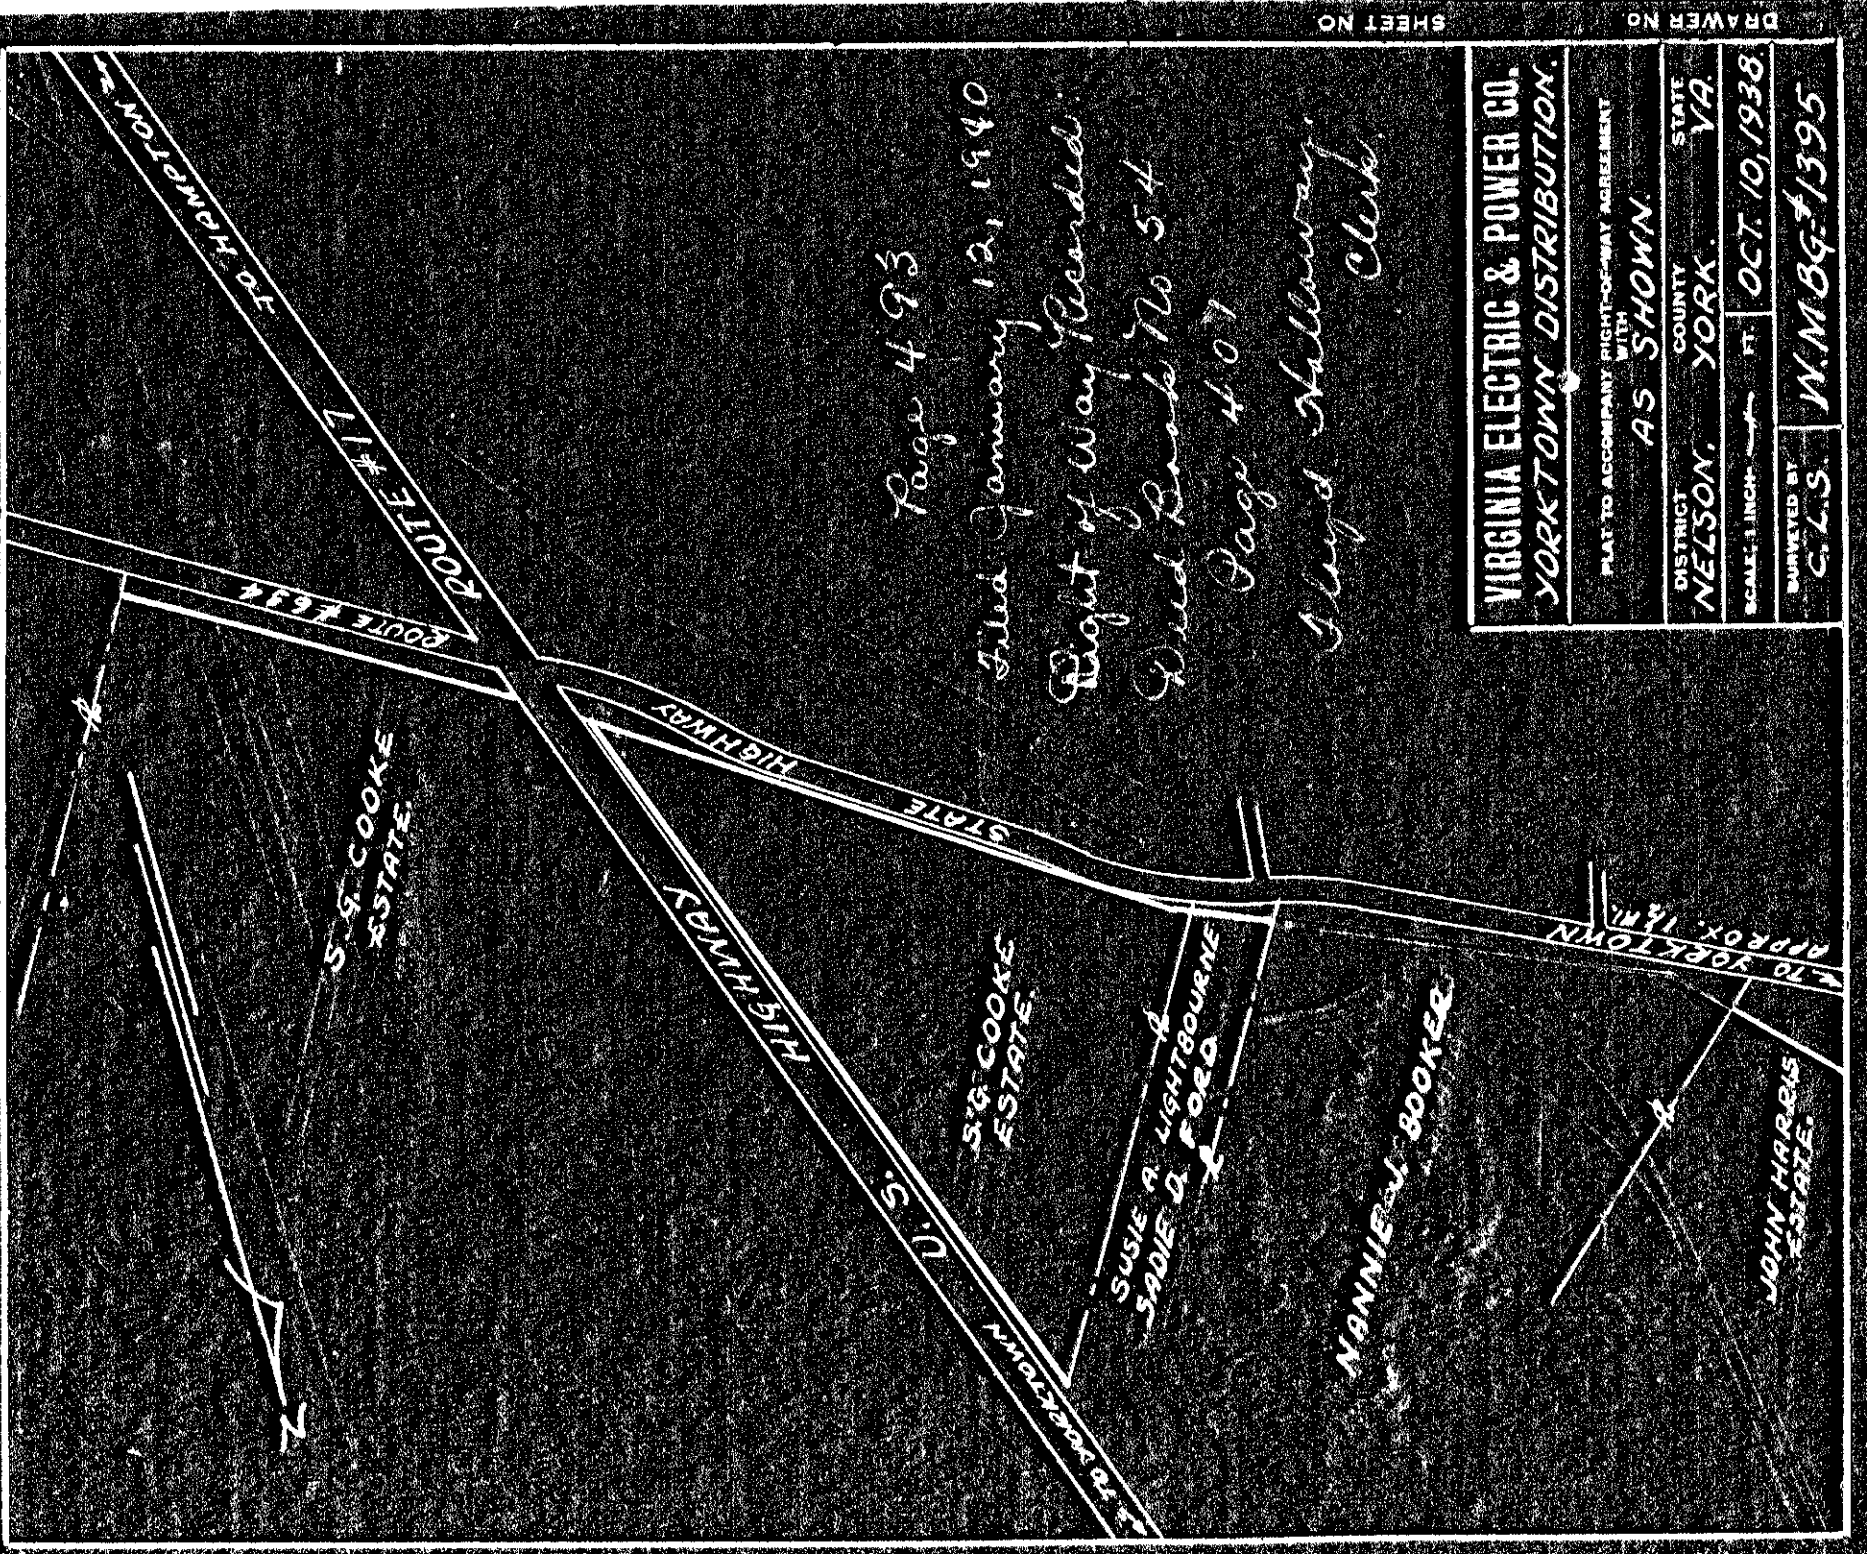 SHEET NO
DRAWER NO.
VIRGINIA ELECTRIC & POWER CO.
YORKTOWN DISTRIBUTION.
PLAT TO ACCOMPANY RIGHT-OF-WAY AGREEMENT
WITH
AS SHOWN.
DISTRICT COUNTY STATE
NELSON. YORK. VA.
SCALE: 1 INCH FT. OCT. 10, 1938.
SURVEYED BY
C.L.S. W.M.BG.#1395
Page 493
Filed January 12, 1940
Right of Way Recorded.
Deed Book No 54
Page 407
Floyd Holloway,
Clerk
TO HAMPTON
ROUTE #17
ROUTE #634
STATE HIGHWAY
U.S. HIGHWAY
TO YORKTOWN
TO YORKTOWN
APPROX. 1½ MI.
S. G. COOKE
ESTATE.
S.G. COOKE
ESTATE.
SUSIE A. LIGHTBOURNE
SADIE D. FORD.
NANNIE J. BOOKER
JOHN HARRIS
ESTATE.
N